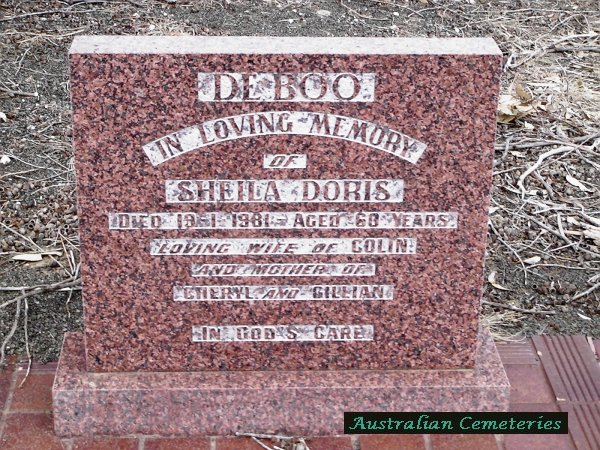 DE BOO
IN LOVING MEMORY
OF
SHEILA DORIS
DIED 19-1-1981 - AGED 60 YEARS.
LOVING WIFE OF COLIN.
AND MOTHER OF
CHERYL AND GILLIAN.
IN GOD'S CARE.
Australian Cemeteries